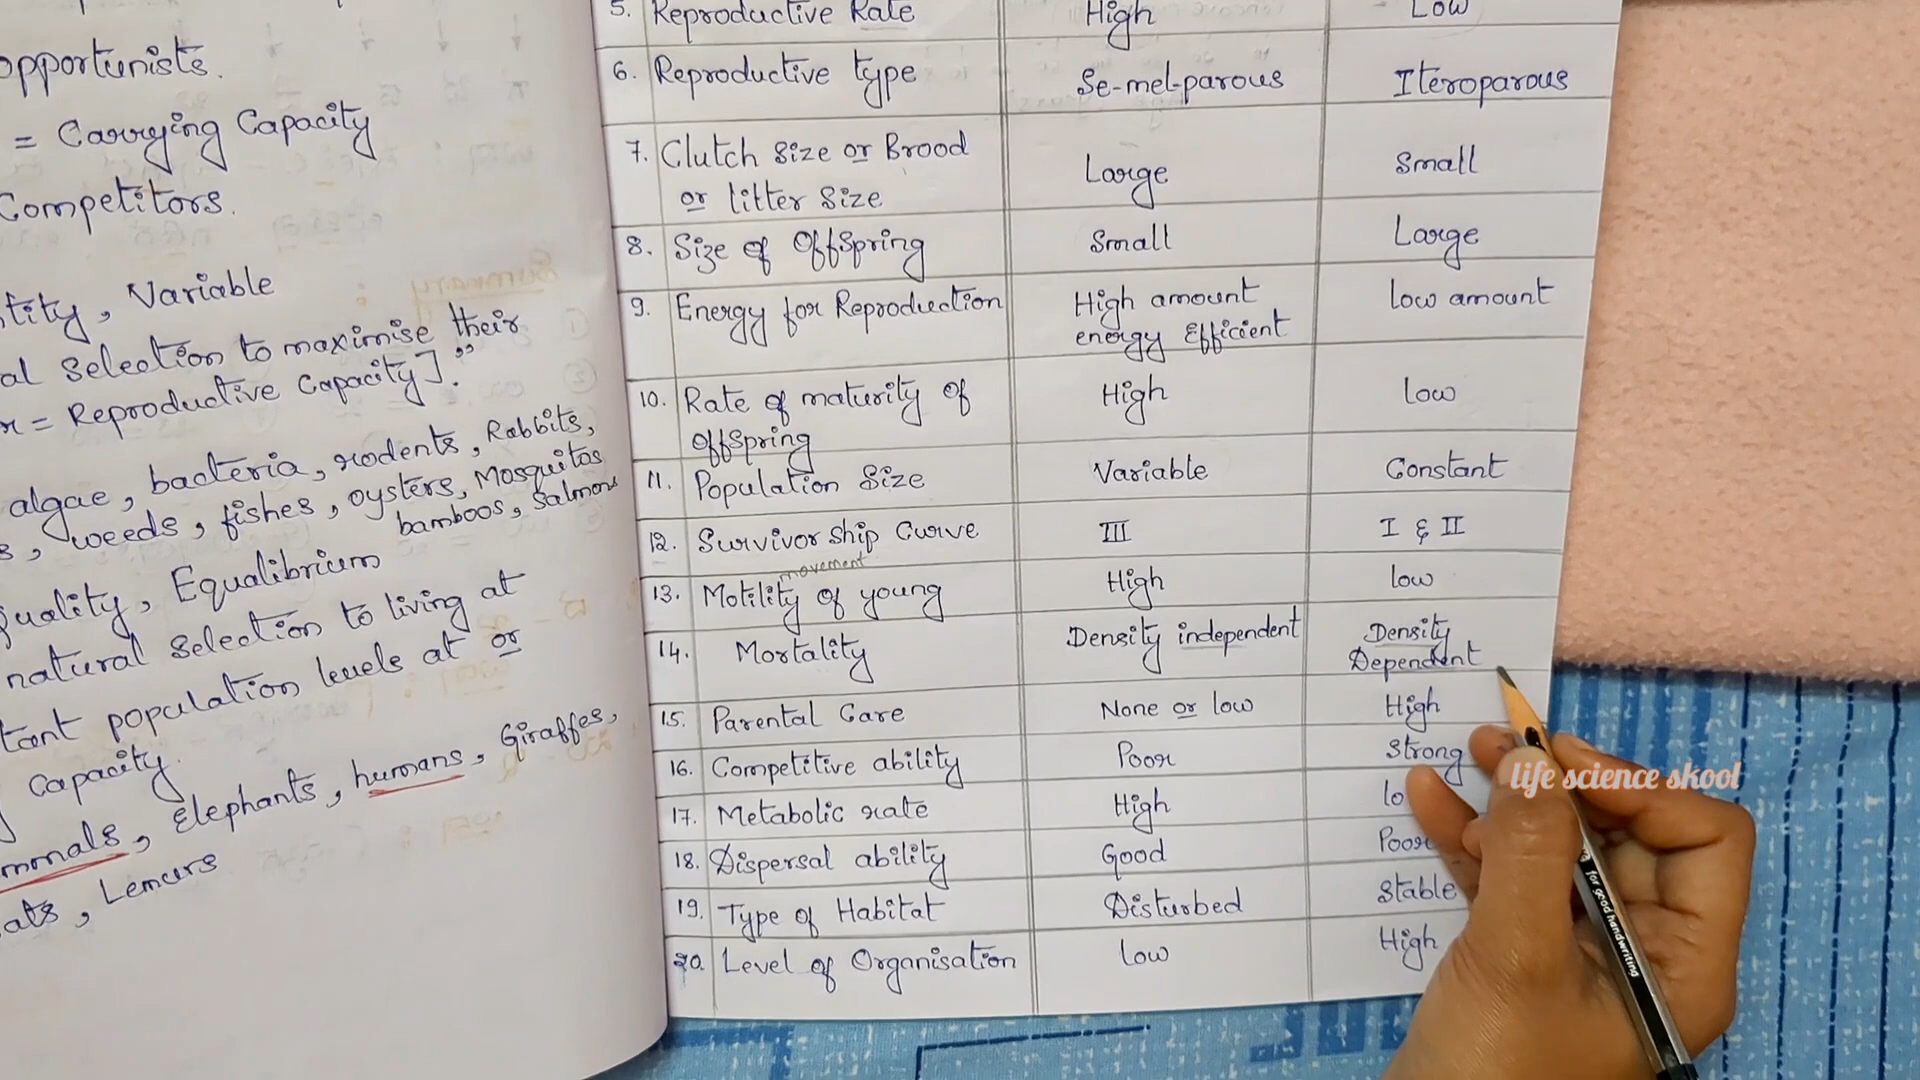 opportunists.
= Carrying Capacity
Competitors.
tity, Variable
al selection to maximise their
r = Reproductive Capacity].”
algae, bacteria, rodents, Rabbits,
s, weeds, fishes, oysters, Mosquitos
bamboos, Salmons
quality, Equalibrium
natural selection to living at
tant population levels at or
Capacity.
mmals, Elephants, humans, Giraffes,
ats, Lemurs
5. Reproductive Rate High Low
6. Reproductive type Se-mel-parous Iteroparous
7. Clutch size or Brood Large Small
or litter size
8. Size of Offspring Small Large
9. Energy for Reproduction High amount low amount
energy Efficient
10. Rate of maturity of High low
offspring
11. Population Size Variable Constant
12. Survivor ship Curve III I & II
movement
13. Motility of young High low
14. Mortality Density independent Density
Dependent
15. Parental Care None or low High
16. Competitive ability Poor Strong
17. Metabolic rate High lo
18. Dispersal ability Good Poor
19. Type of Habitat Disturbed Stable
20. Level of Organisation low High
life science skool
for good handwriting